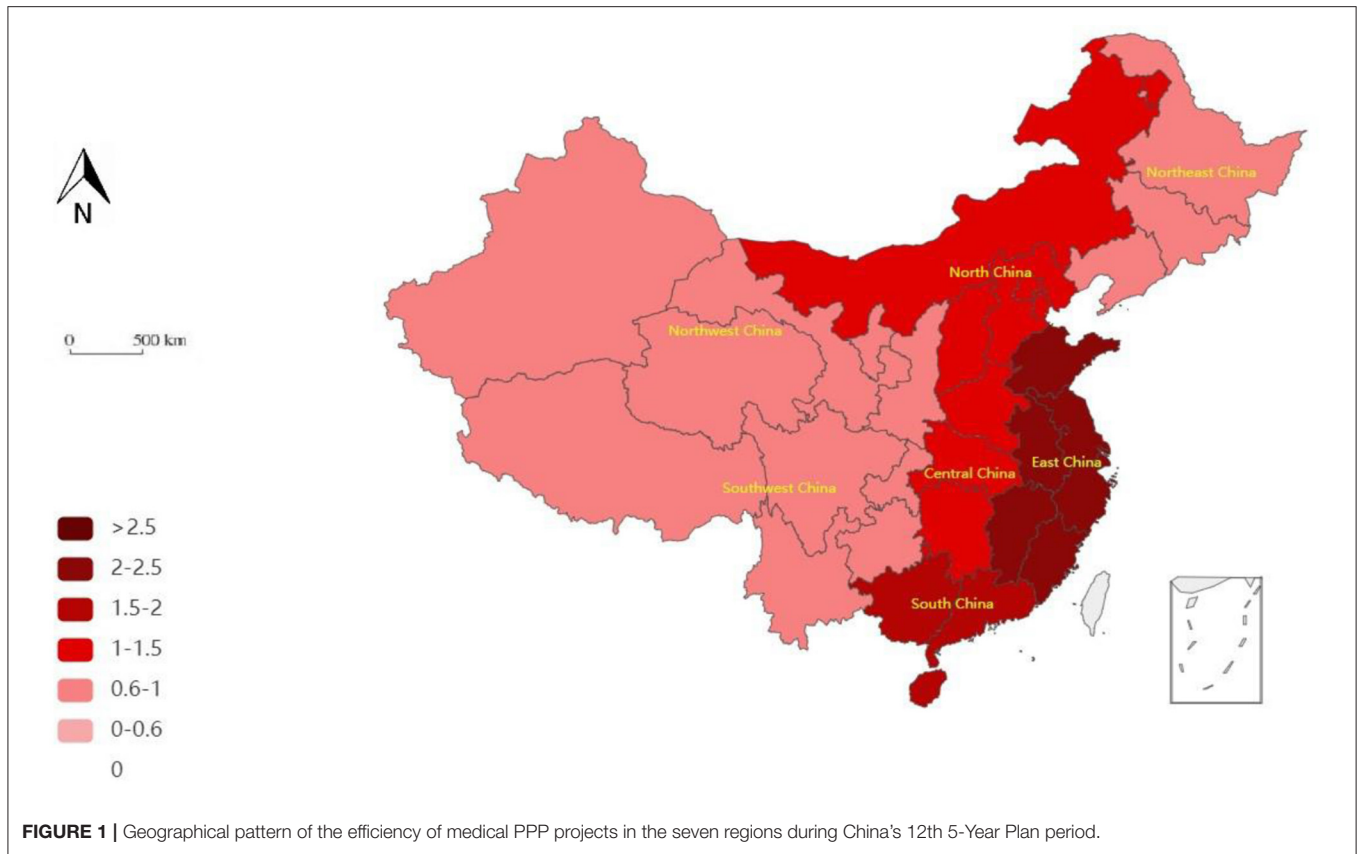 N
0 500 km
Northeast China
North China
Northwest China
Central China
East China
Southwest China
South China
>2.5
2-2.5
1.5-2
1-1.5
0.6-1
0-0.6
0
FIGURE 1 | Geographical pattern of the efficiency of medical PPP projects in the seven regions during China's 12th 5-Year Plan period.